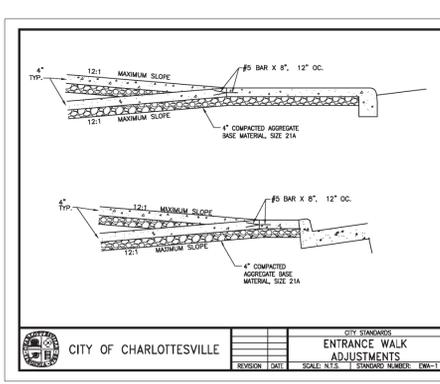 4"
TYP.
12:1
MAXIMUM SLOPE
12:1
MAXIMUM SLOPE
#5 BAR X 8", 12" OC.
4" COMPACTED AGGREGATE
BASE MATERIAL, SIZE 21A
4"
TYP.
12:1
MAXIMUM SLOPE
12:1
MAXIMUM SLOPE
#5 BAR X 8", 12" OC.
4" COMPACTED
AGGREGATE BASE
MATERIAL, SIZE 21A
CITY OF CHARLOTTESVILLE
REVISION DATE
CITY STANDARDS
ENTRANCE WALK
ADJUSTMENTS
SCALE: N.T.S. STANDARD NUMBER: EWA-1